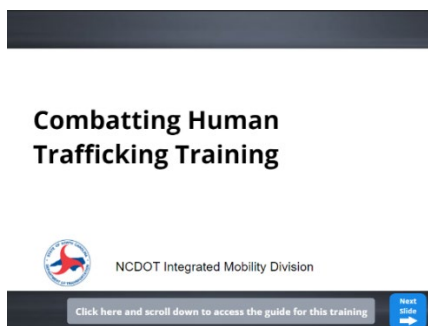 Combatting Human
Trafficking Training
NCDOT Integrated Mobility Division
Click here and scroll down to access the guide for this training
Next
Slide